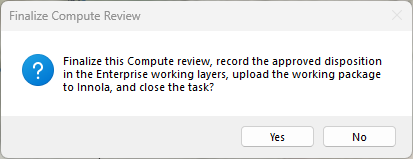 Finalize Compute Review
Finalize this Compute review, record the approved disposition
in the Enterprise working layers, upload the working package
to Innola, and close the task?
Yes
No